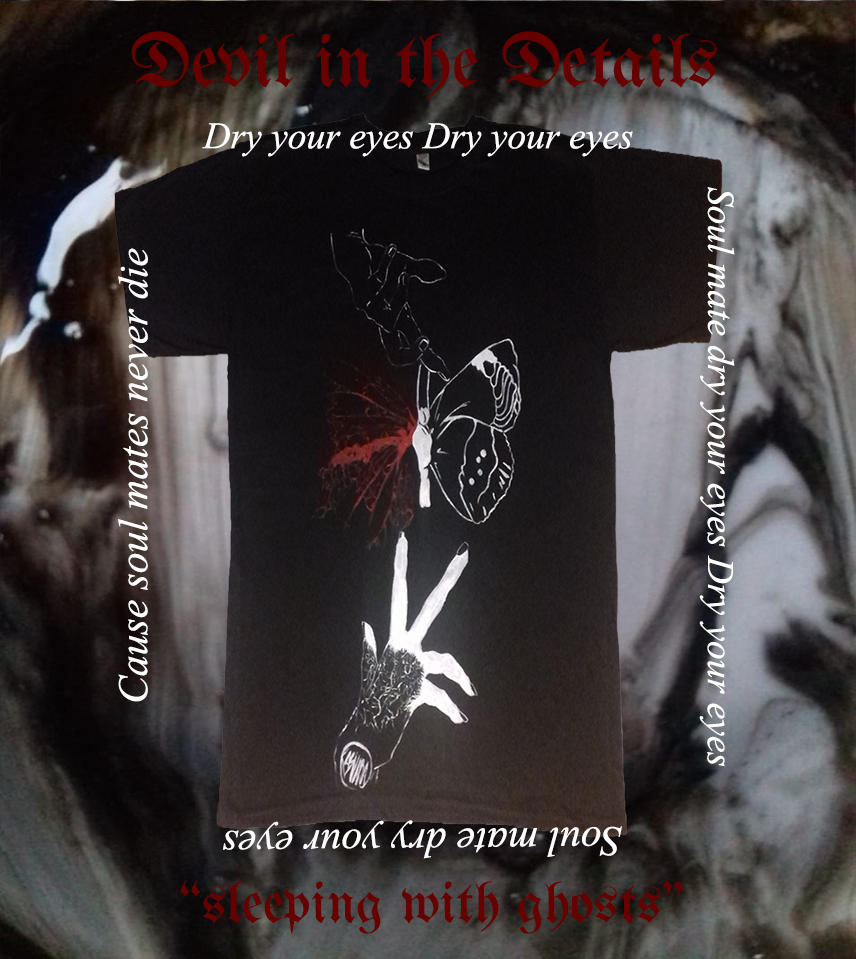 Devil in the Details
Dry your eyes Dry your eyes
Soul mate dry your eyes Dry your eyes
Soul mate dry your eyes
Cause soul mates never die
“sleeping with ghosts”